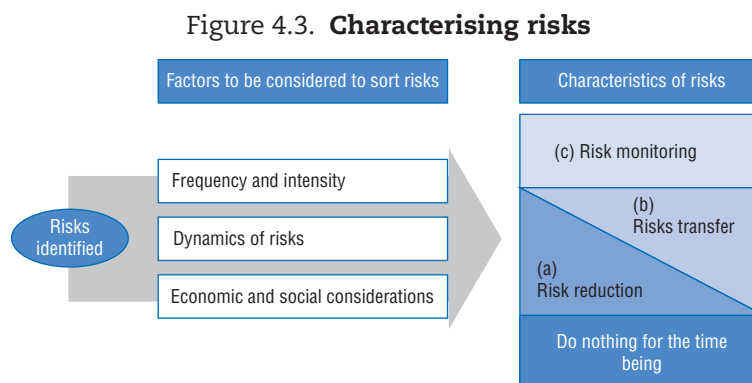 Figure 4.3. Characterising risks
Factors to be considered to sort risks
Characteristics of risks
Risks
identified
Frequency and intensity
Dynamics of risks
Economic and social considerations
(c) Risk monitoring
(b)
Risks transfer
(a)
Risk reduction
Do nothing for the time
being